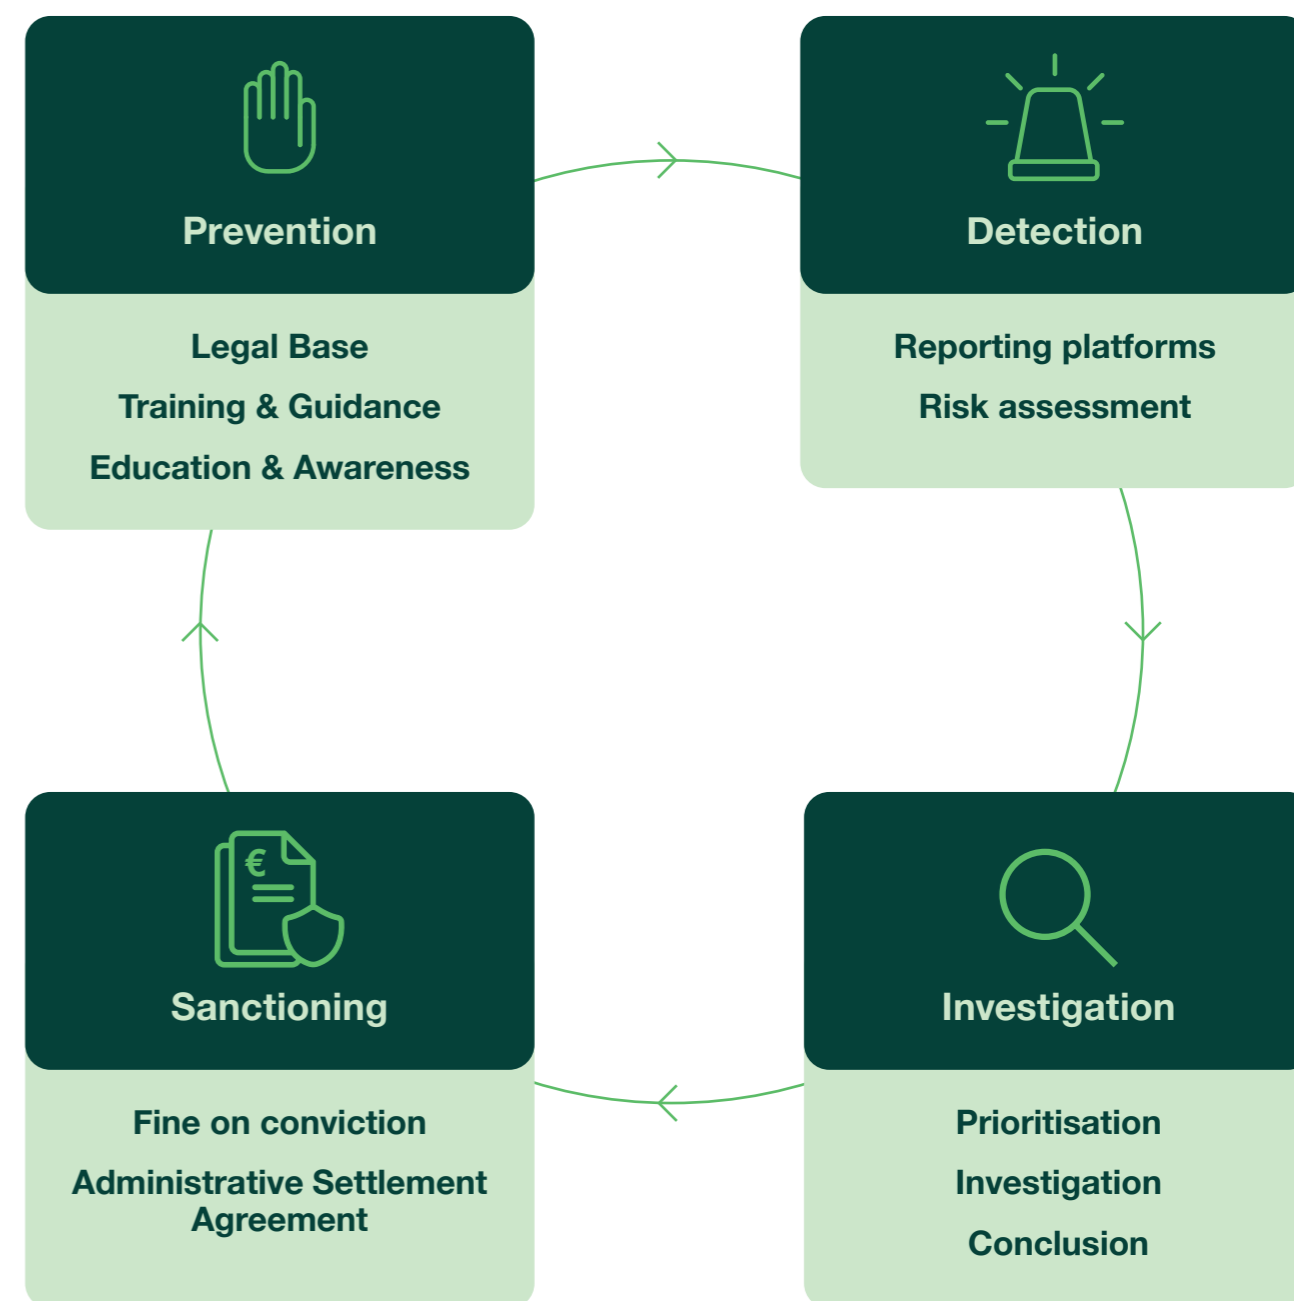 Prevention
Legal Base
Training & Guidance
Education & Awareness
Detection
Reporting platforms
Risk assessment
Investigation
Prioritisation
Investigation
Conclusion
€
Sanctioning
Fine on conviction
Administrative Settlement
Agreement